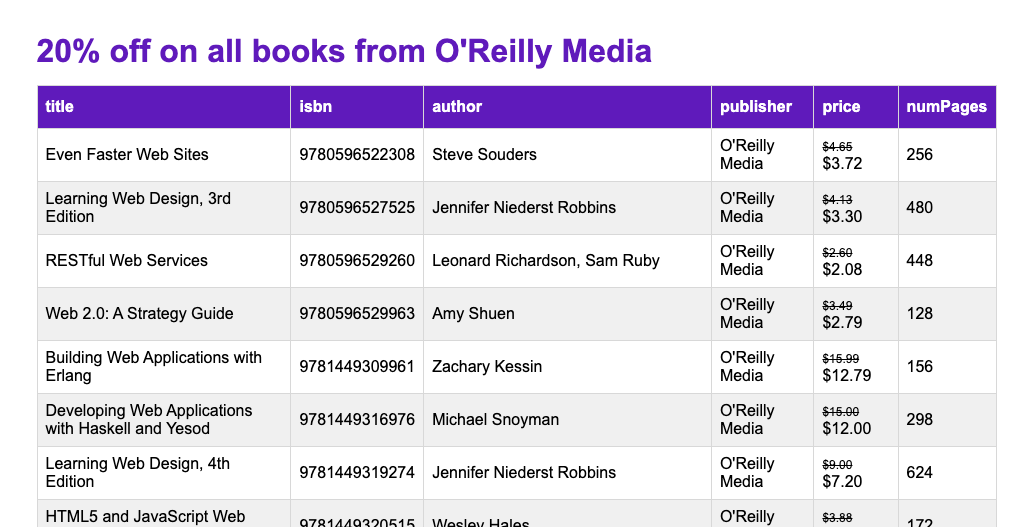 20% off on all books from O'Reilly Media
title isbn author publisher price numPages
Even Faster Web Sites 9780596522308 Steve Souders O'Reilly Media $4.65 $3.72 256
Learning Web Design, 3rd Edition 9780596527525 Jennifer Niederst Robbins O'Reilly Media $4.13 $3.30 480
RESTful Web Services 9780596529260 Leonard Richardson, Sam Ruby O'Reilly Media $2.60 $2.08 448
Web 2.0: A Strategy Guide 9780596529963 Amy Shuen O'Reilly Media $3.49 $2.79 128
Building Web Applications with Erlang 9781449309961 Zachary Kessin O'Reilly Media $15.99 $12.79 156
Developing Web Applications with Haskell and Yesod 9781449316976 Michael Snoyman O'Reilly Media $15.00 $12.00 298
Learning Web Design, 4th Edition 9781449319274 Jennifer Niederst Robbins O'Reilly Media $9.00 $7.20 624
HTML5 and JavaScript Web 9781449320515 Wesley Hales O'Reilly $3.88 172